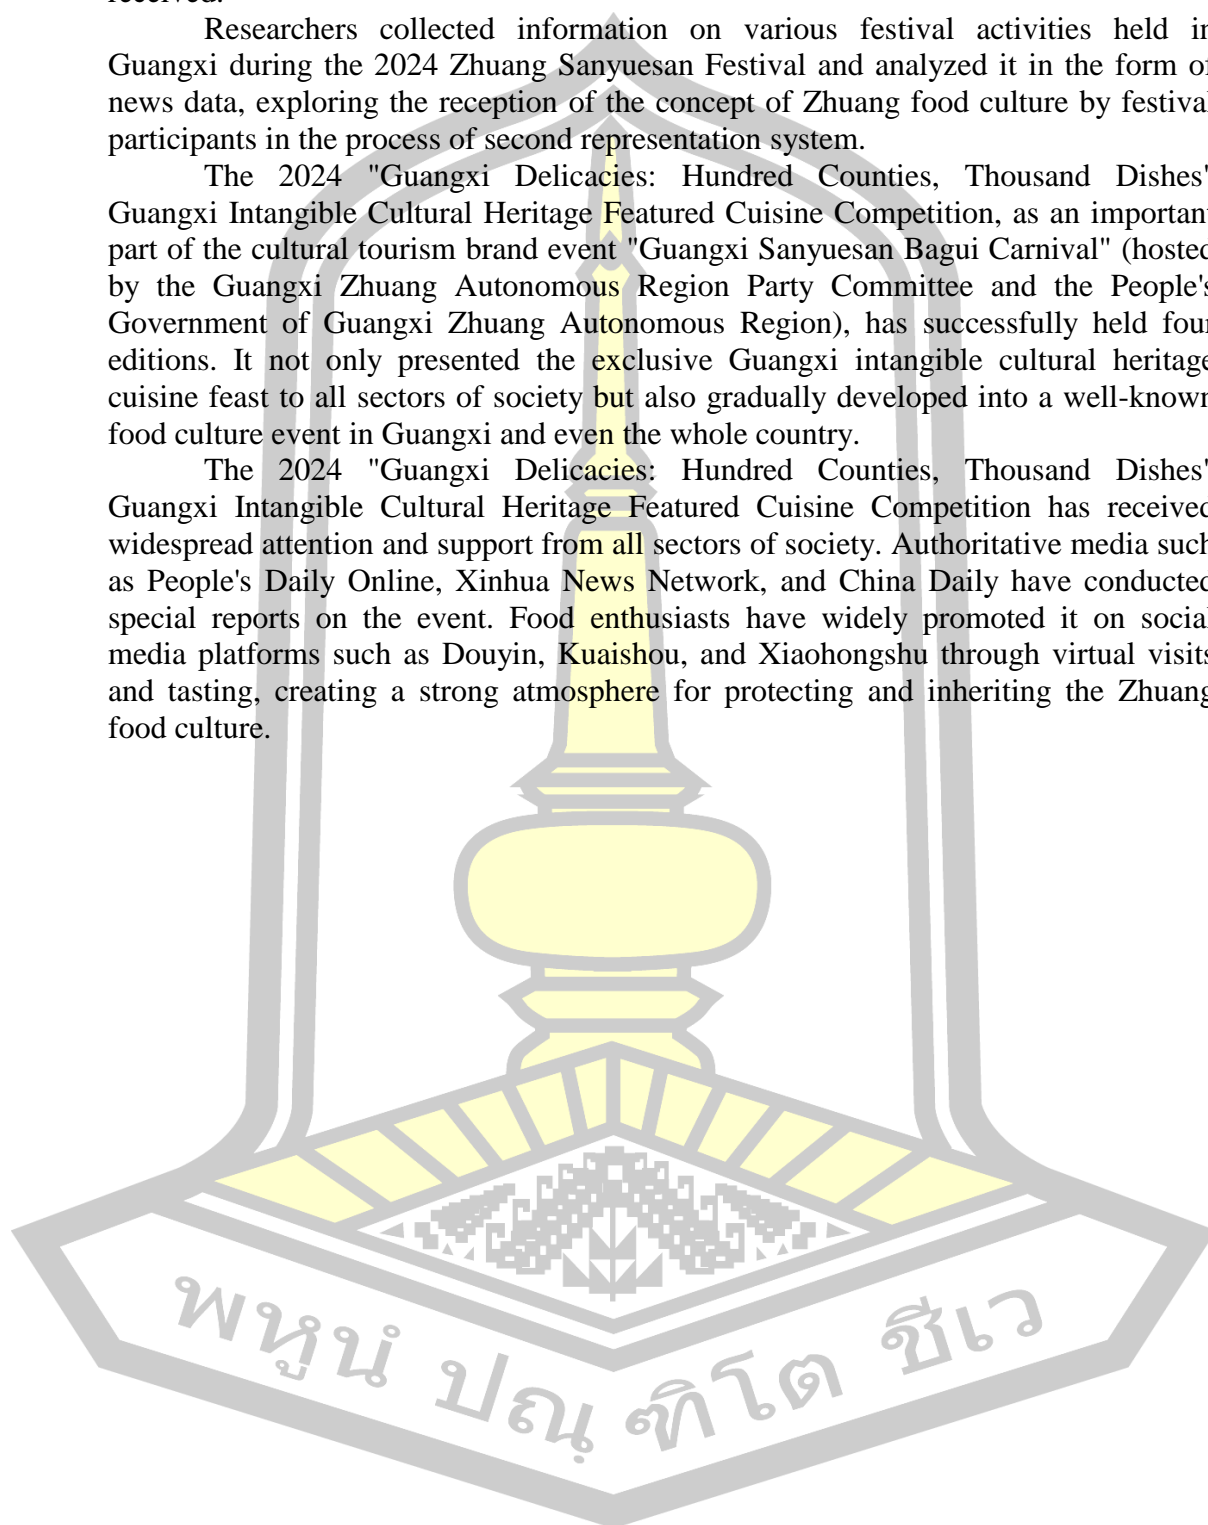 received.
Researchers collected information on various festival activities held in
Guangxi during the 2024 Zhuang Sanyuesan Festival and analyzed it in the form of
news data, exploring the reception of the concept of Zhuang food culture by festival
participants in the process of second representation system.
The 2024 "Guangxi Delicacies: Hundred Counties, Thousand Dishes"
Guangxi Intangible Cultural Heritage Featured Cuisine Competition, as an important
part of the cultural tourism brand event "Guangxi Sanyuesan Bagui Carnival" (hosted
by the Guangxi Zhuang Autonomous Region Party Committee and the People's
Government of Guangxi Zhuang Autonomous Region), has successfully held four
editions. It not only presented the exclusive Guangxi intangible cultural heritage
cuisine feast to all sectors of society but also gradually developed into a well-known
food culture event in Guangxi and even the whole country.
The 2024 "Guangxi Delicacies: Hundred Counties, Thousand Dishes"
Guangxi Intangible Cultural Heritage Featured Cuisine Competition has received
widespread attention and support from all sectors of society. Authoritative media such
as People's Daily Online, Xinhua News Network, and China Daily have conducted
special reports on the event. Food enthusiasts have widely promoted it on social
media platforms such as Douyin, Kuaishou, and Xiaohongshu through virtual visits
and tasting, creating a strong atmosphere for protecting and inheriting the Zhuang
food culture.
พหูนํ ปณฺฑิโต ชีเว